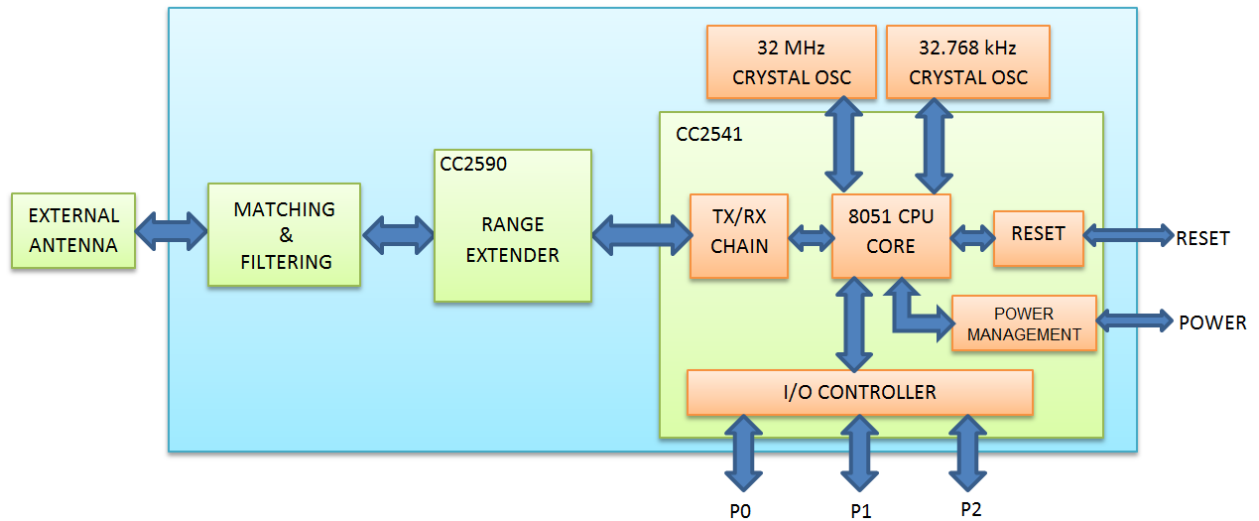 32 MHz
CRYSTAL OSC
32.768 kHz
CRYSTAL OSC
CC2541
CC2590
EXTERNAL
ANTENNA
MATCHING
&
FILTERING
RANGE
EXTENDER
TX/RX
CHAIN
8051 CPU
CORE
RESET
RESET
POWER
MANAGEMENT
POWER
I/O CONTROLLER
P0
P1
P2